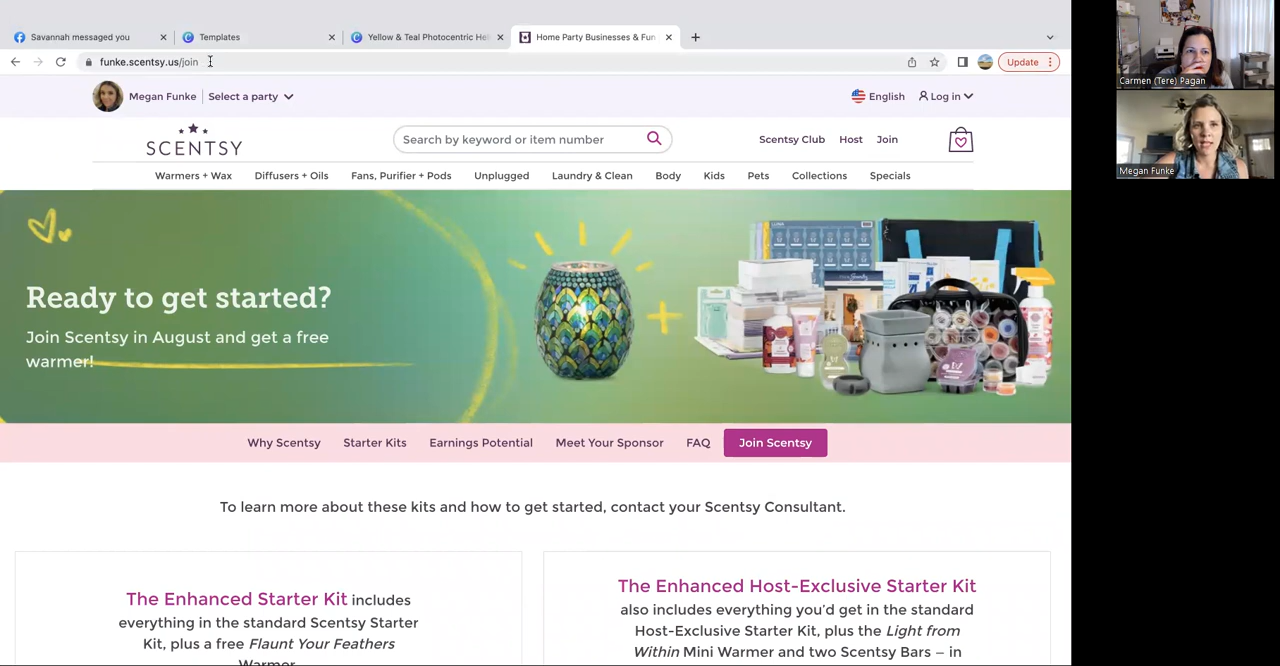 Savannah messaged you
Templates
Yellow & Teal Photocentric He
Home Party Businesses & Fun
funke.scentsy.us/join
Update
Megan Funke
Select a party
English
Log in
SCENTSY
Search by keyword or item number
Scentsy Club
Host
Join
Warmers + Wax
Diffusers + Oils
Fans, Purifier + Pods
Unplugged
Laundry & Clean
Body
Kids
Pets
Collections
Specials
Ready to get started?
Join Scentsy in August and get a free
warmer!
Why Scentsy
Starter Kits
Earnings Potential
Meet Your Sponsor
FAQ
Join Scentsy
To learn more about these kits and how to get started, contact your Scentsy Consultant.
The Enhanced Starter Kit includes
everything in the standard Scentsy Starter
Kit, plus a free Flaunt Your Feathers
Warmer
The Enhanced Host-Exclusive Starter Kit
also includes everything you'd get in the standard
Host-Exclusive Starter Kit, plus the Light from
Within Mini Warmer and two Scentsy Bars — in
Carmen (Tere) Pagan
Megan Funke